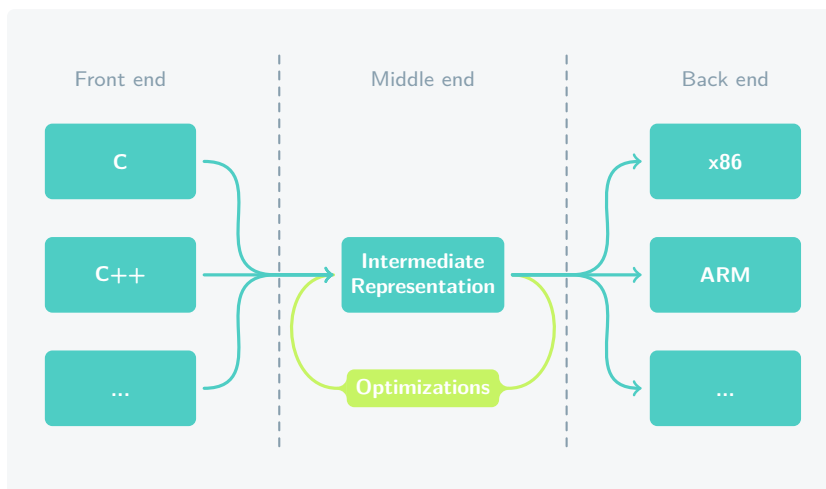 Front end
Middle end
Back end
C
x86
C++
Intermediate
Representation
ARM
...
Optimizations
...